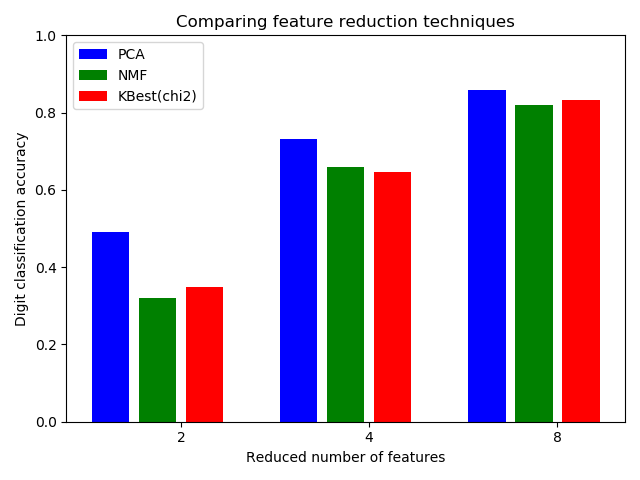 Comparing feature reduction techniques
PCA
NMF
KBest(chi2)
1.0
0.8
0.6
0.4
0.2
0.0
Digit classification accuracy
2 4 8
Reduced number of features